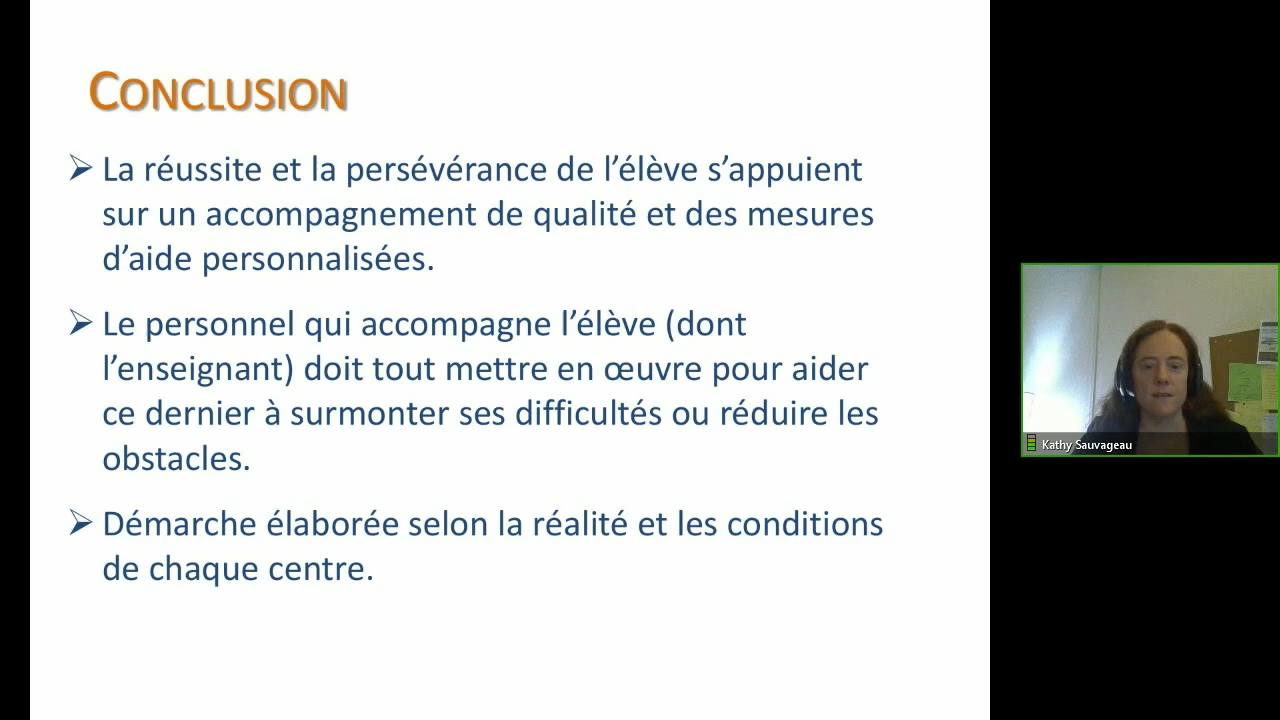 CONCLUSION
➢ La réussite et la persévérance de l’élève s’appuient
sur un accompagnement de qualité et des mesures
d’aide personnalisées.
➢ Le personnel qui accompagne l’élève (dont
l’enseignant) doit tout mettre en œuvre pour aider
ce dernier à surmonter ses difficultés ou réduire les
obstacles.
➢ Démarche élaborée selon la réalité et les conditions
de chaque centre.
Kathy Sauvageau